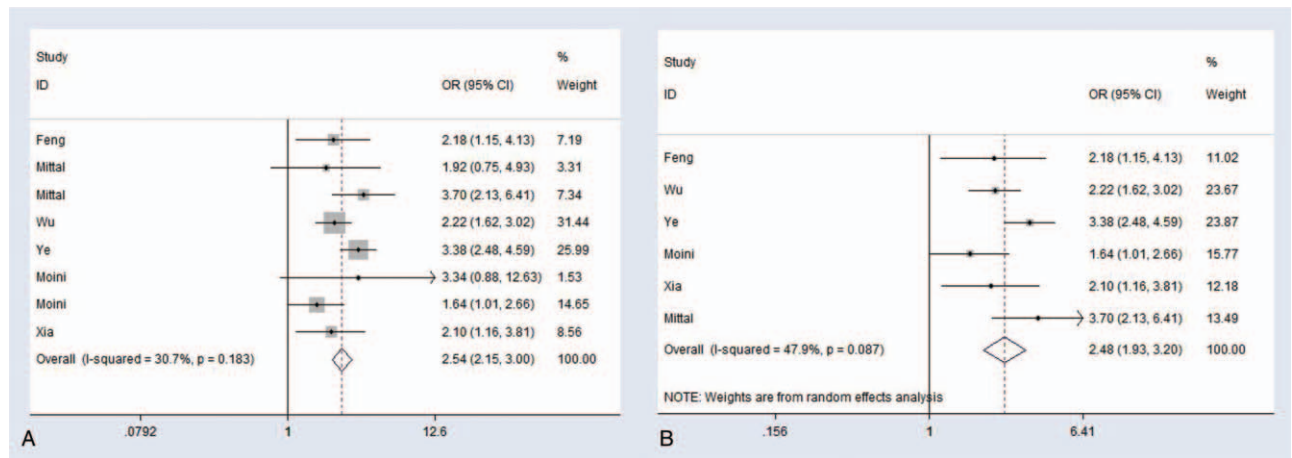 Study %
ID OR (95% CI) Weight
Feng 2.18 (1.15, 4.13) 7.19
Mittal 1.92 (0.75, 4.93) 3.31
Mittal 3.70 (2.13, 6.41) 7.34
Wu 2.22 (1.62, 3.02) 31.44
Ye 3.38 (2.48, 4.59) 25.99
Moini 3.34 (0.88, 12.63) 1.53
Moini 1.64 (1.01, 2.66) 14.65
Xia 2.10 (1.16, 3.81) 8.56
Overall (I-squared = 30.7%, p = 0.183) 2.54 (2.15, 3.00) 100.00
.0792 1 12.6
A
Study %
ID OR (95% CI) Weight
Feng 2.18 (1.15, 4.13) 11.02
Wu 2.22 (1.62, 3.02) 23.67
Ye 3.38 (2.48, 4.59) 23.87
Moini 1.64 (1.01, 2.66) 15.77
Xia 2.10 (1.16, 3.81) 12.18
Mittal 3.70 (2.13, 6.41) 13.49
Overall (I-squared = 47.9%, p = 0.087) 2.48 (1.93, 3.20) 100.00
NOTE: Weights are from random effects analysis
.156 1 6.41
B